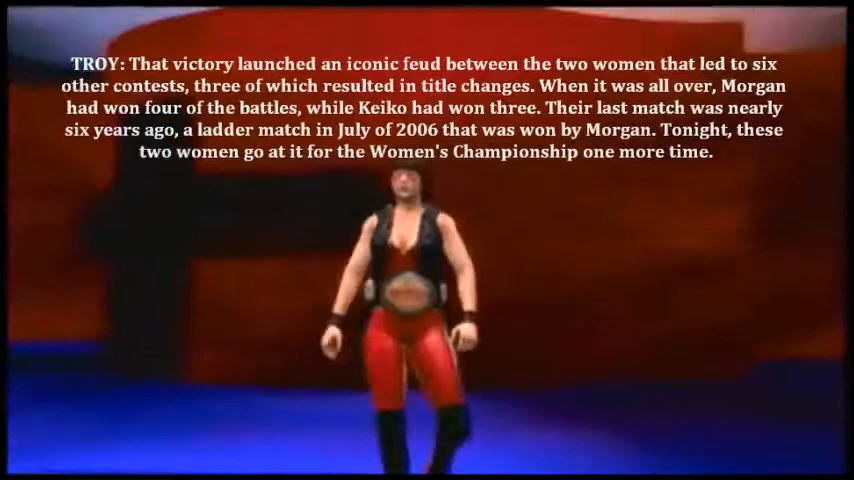 TROY: That victory launched an iconic feud between the two women that led to six
other contests, three of which resulted in title changes. When it was all over, Morgan
had won four of the battles, while Keiko had won three. Their last match was nearly
six years ago, a ladder match in July of 2006 that was won by Morgan. Tonight, these
two women go at it for the Women's Championship one more time.